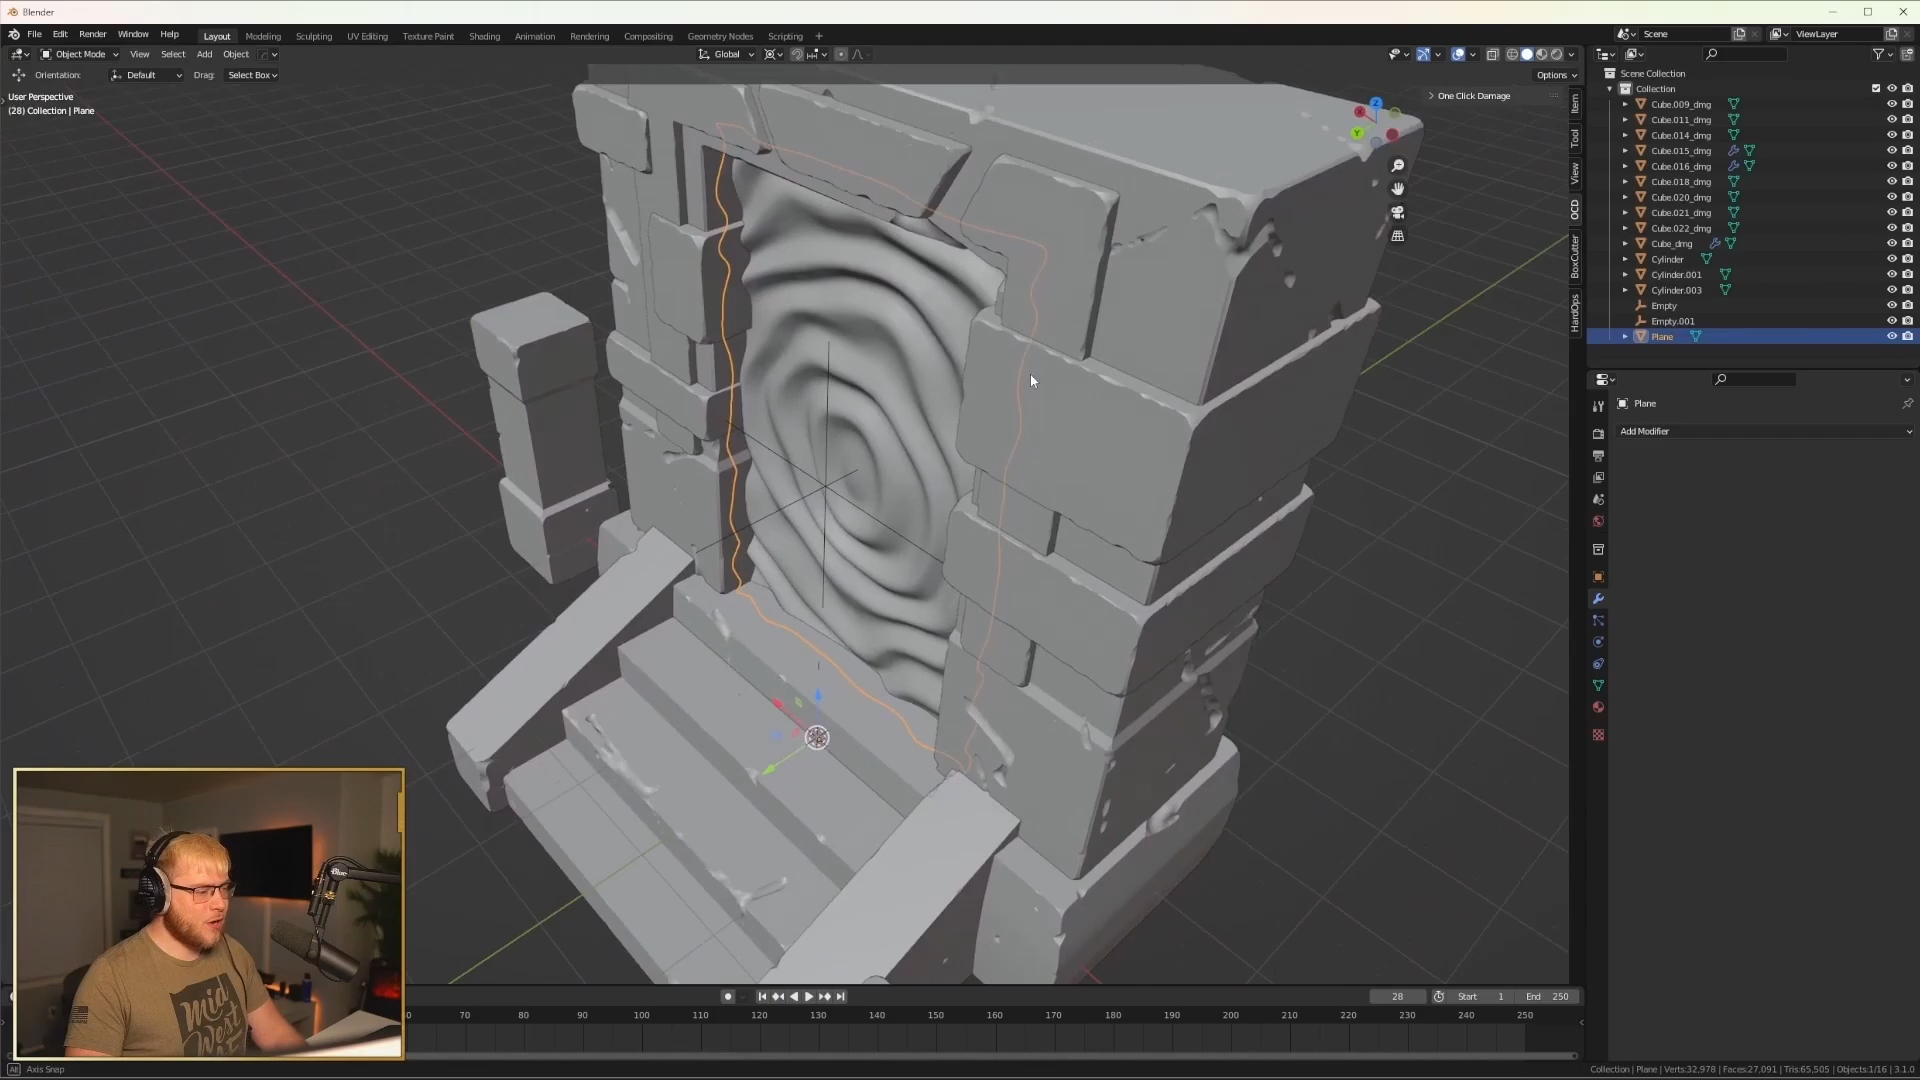 Blender
File Edit Render Window Help Layout Modeling Sculpting UV Editing Texture Paint Shading Animation Rendering Compositing Geometry Nodes Scripting + Scene ViewLayer
Object Mode View Select Add Object Global
Orientation: Default Drag: Select Box Options
User Perspective
(28) Collection | Plane
One Click Damage
Item
Tool
View
OCD
BoxCutter
HardOps
X
Y
Z
Scene Collection
Collection
Cube.009_dmg
Cube.011_dmg
Cube.014_dmg
Cube.015_dmg
Cube.016_dmg
Cube.018_dmg
Cube.020_dmg
Cube.021_dmg
Cube.022_dmg
Cube_dmg
Cylinder
Cylinder.001
Cylinder.003
Empty
Empty.001
Plane
Plane
Add Modifier
Mid
West
Blue
28 Start 1 End 250
70 80 90 100 110 120 130 140 150 160 170 180 190 200 210 220 230 240 250
Alt Axis Snap
Collection | Plane | Verts:32,978 | Faces:27,091 | Tris:65,505 | Objects:1/16 | 3.1.0